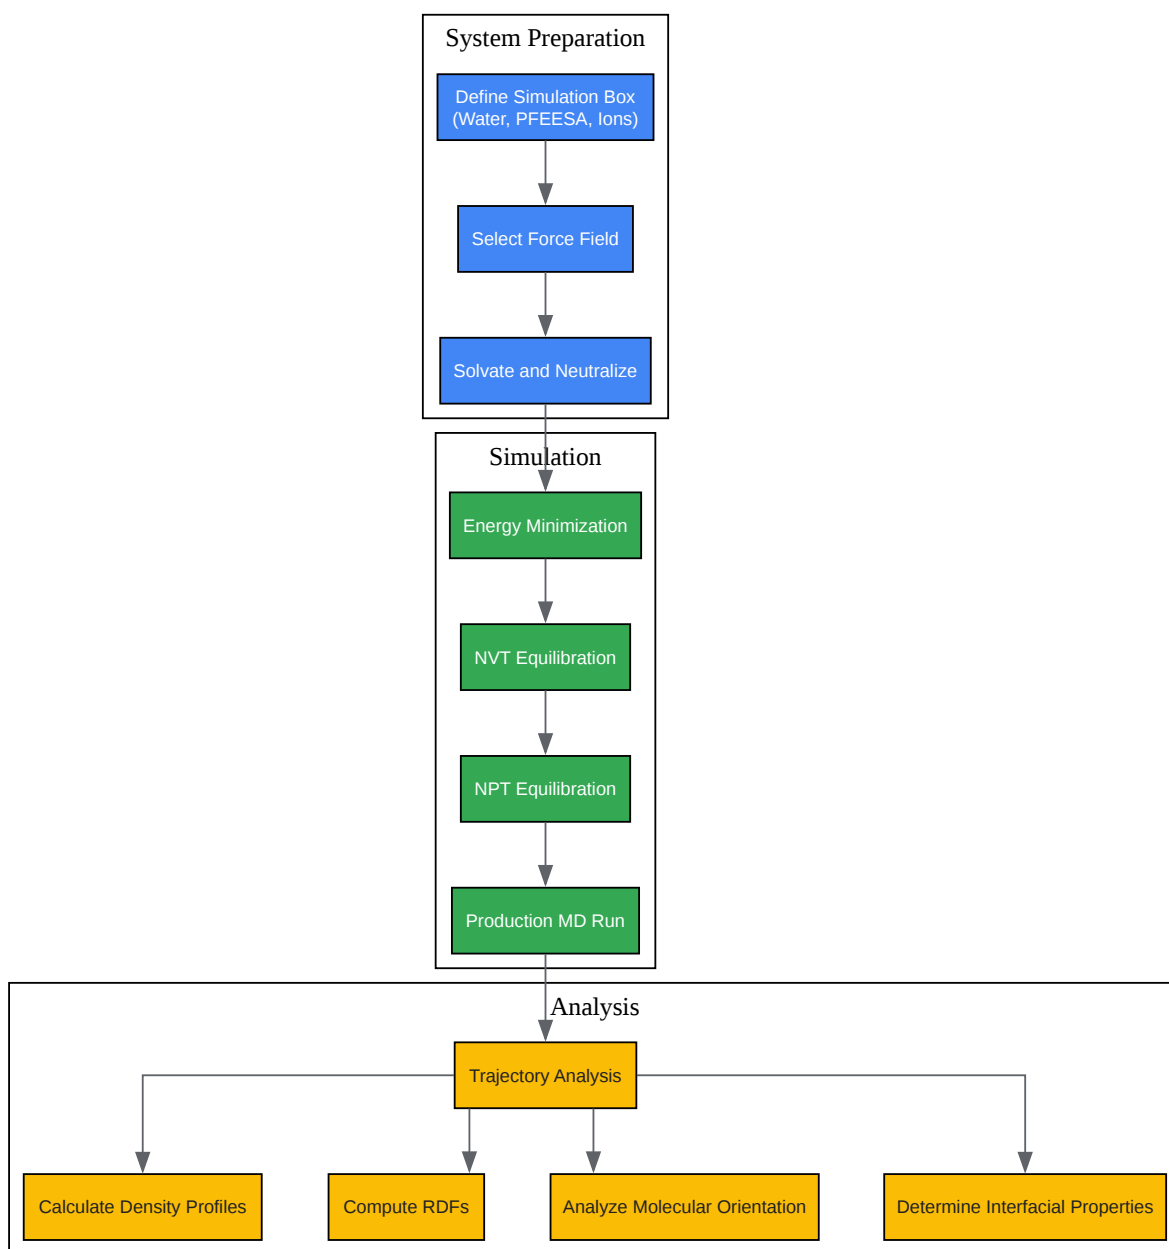 System Preparation
Define Simulation Box
(Water, PFEESA, Ions)
Select Force Field
Solvate and Neutralize
Simulation
Energy Minimization
NVT Equilibration
NPT Equilibration
Production MD Run
Analysis
Trajectory Analysis
Calculate Density Profiles
Compute RDFs
Analyze Molecular Orientation
Determine Interfacial Properties